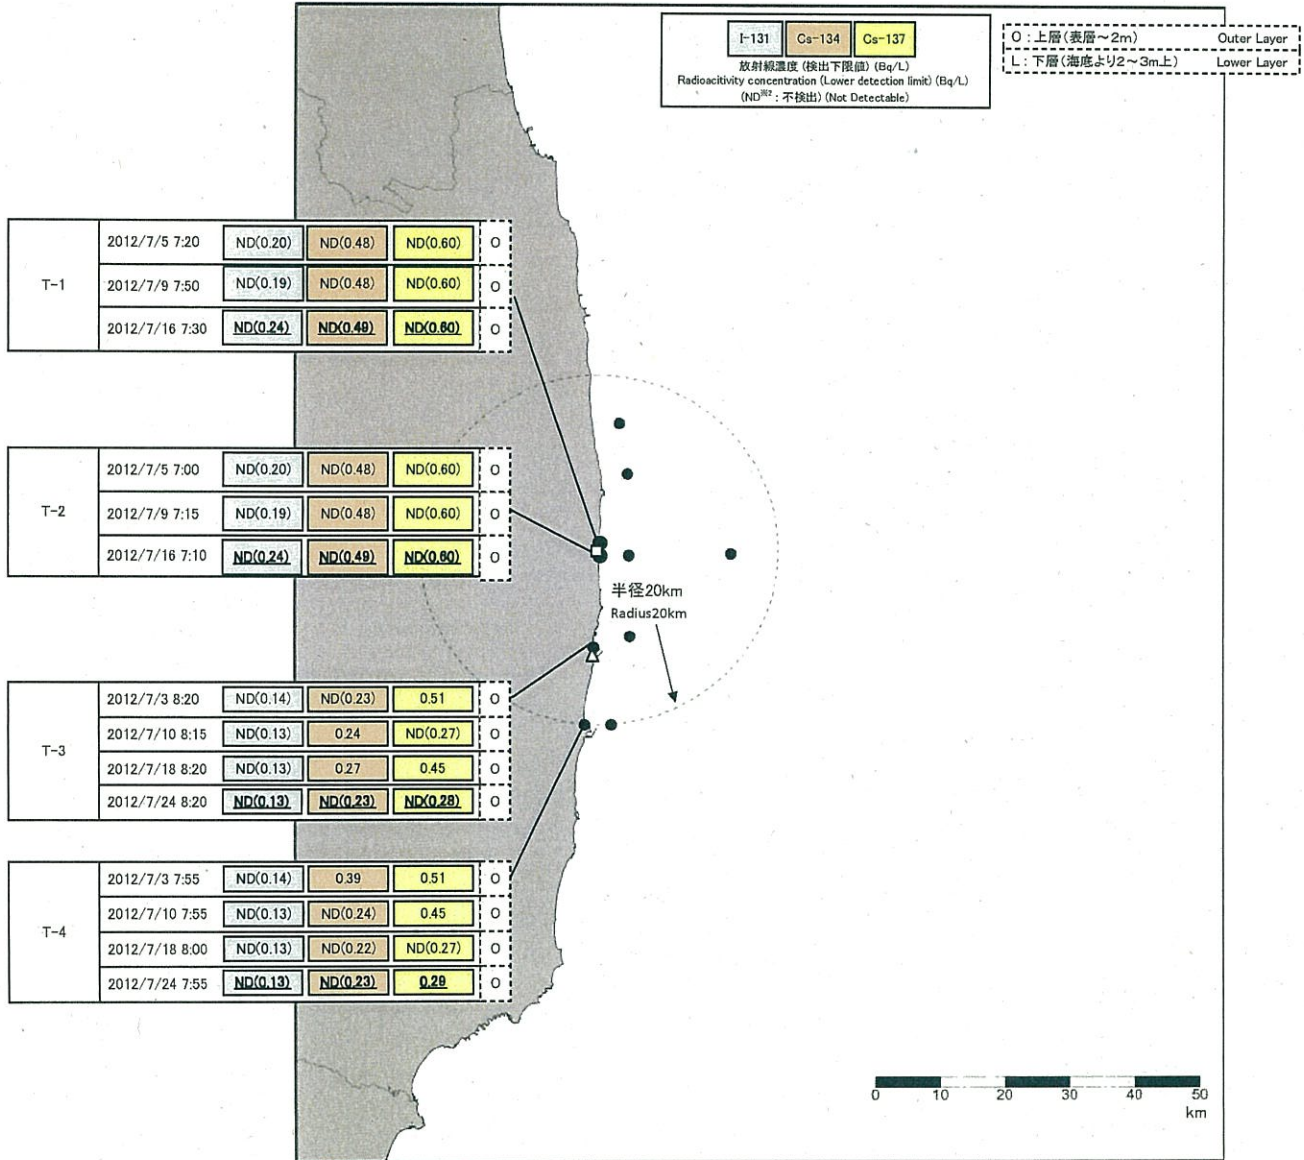 I-131 Cs-134 Cs-137
放射線濃度 (検出下限値) (Bq/L)
Radioacitivity concentration (Lower detection limit) (Bq/L)
(ND※2 : 不検出) (Not Detectable)
O : 上層(表層~2m) Outer Layer
L : 下層(海底より2~3m上) Lower Layer
T-1
2012/7/5 7:20 ND(0.20) ND(0.48) ND(0.60) O
2012/7/9 7:50 ND(0.19) ND(0.48) ND(0.60) O
2012/7/16 7:30 ND(0.24) ND(0.49) ND(0.60) O
T-2
2012/7/5 7:00 ND(0.20) ND(0.48) ND(0.60) O
2012/7/9 7:15 ND(0.19) ND(0.48) ND(0.60) O
2012/7/16 7:10 ND(0.24) ND(0.49) ND(0.60) O
半径20km
Radius20km
T-3
2012/7/3 8:20 ND(0.14) ND(0.23) 0.51 O
2012/7/10 8:15 ND(0.13) 0.24 ND(0.27) O
2012/7/18 8:20 ND(0.13) 0.27 0.45 O
2012/7/24 8:20 ND(0.13) ND(0.23) ND(0.28) O
T-4
2012/7/3 7:55 ND(0.14) 0.39 0.51 O
2012/7/10 7:55 ND(0.13) ND(0.24) 0.45 O
2012/7/18 8:00 ND(0.13) ND(0.22) ND(0.27) O
2012/7/24 7:55 ND(0.13) ND(0.23) 0.29 O
0 10 20 30 40 50
km